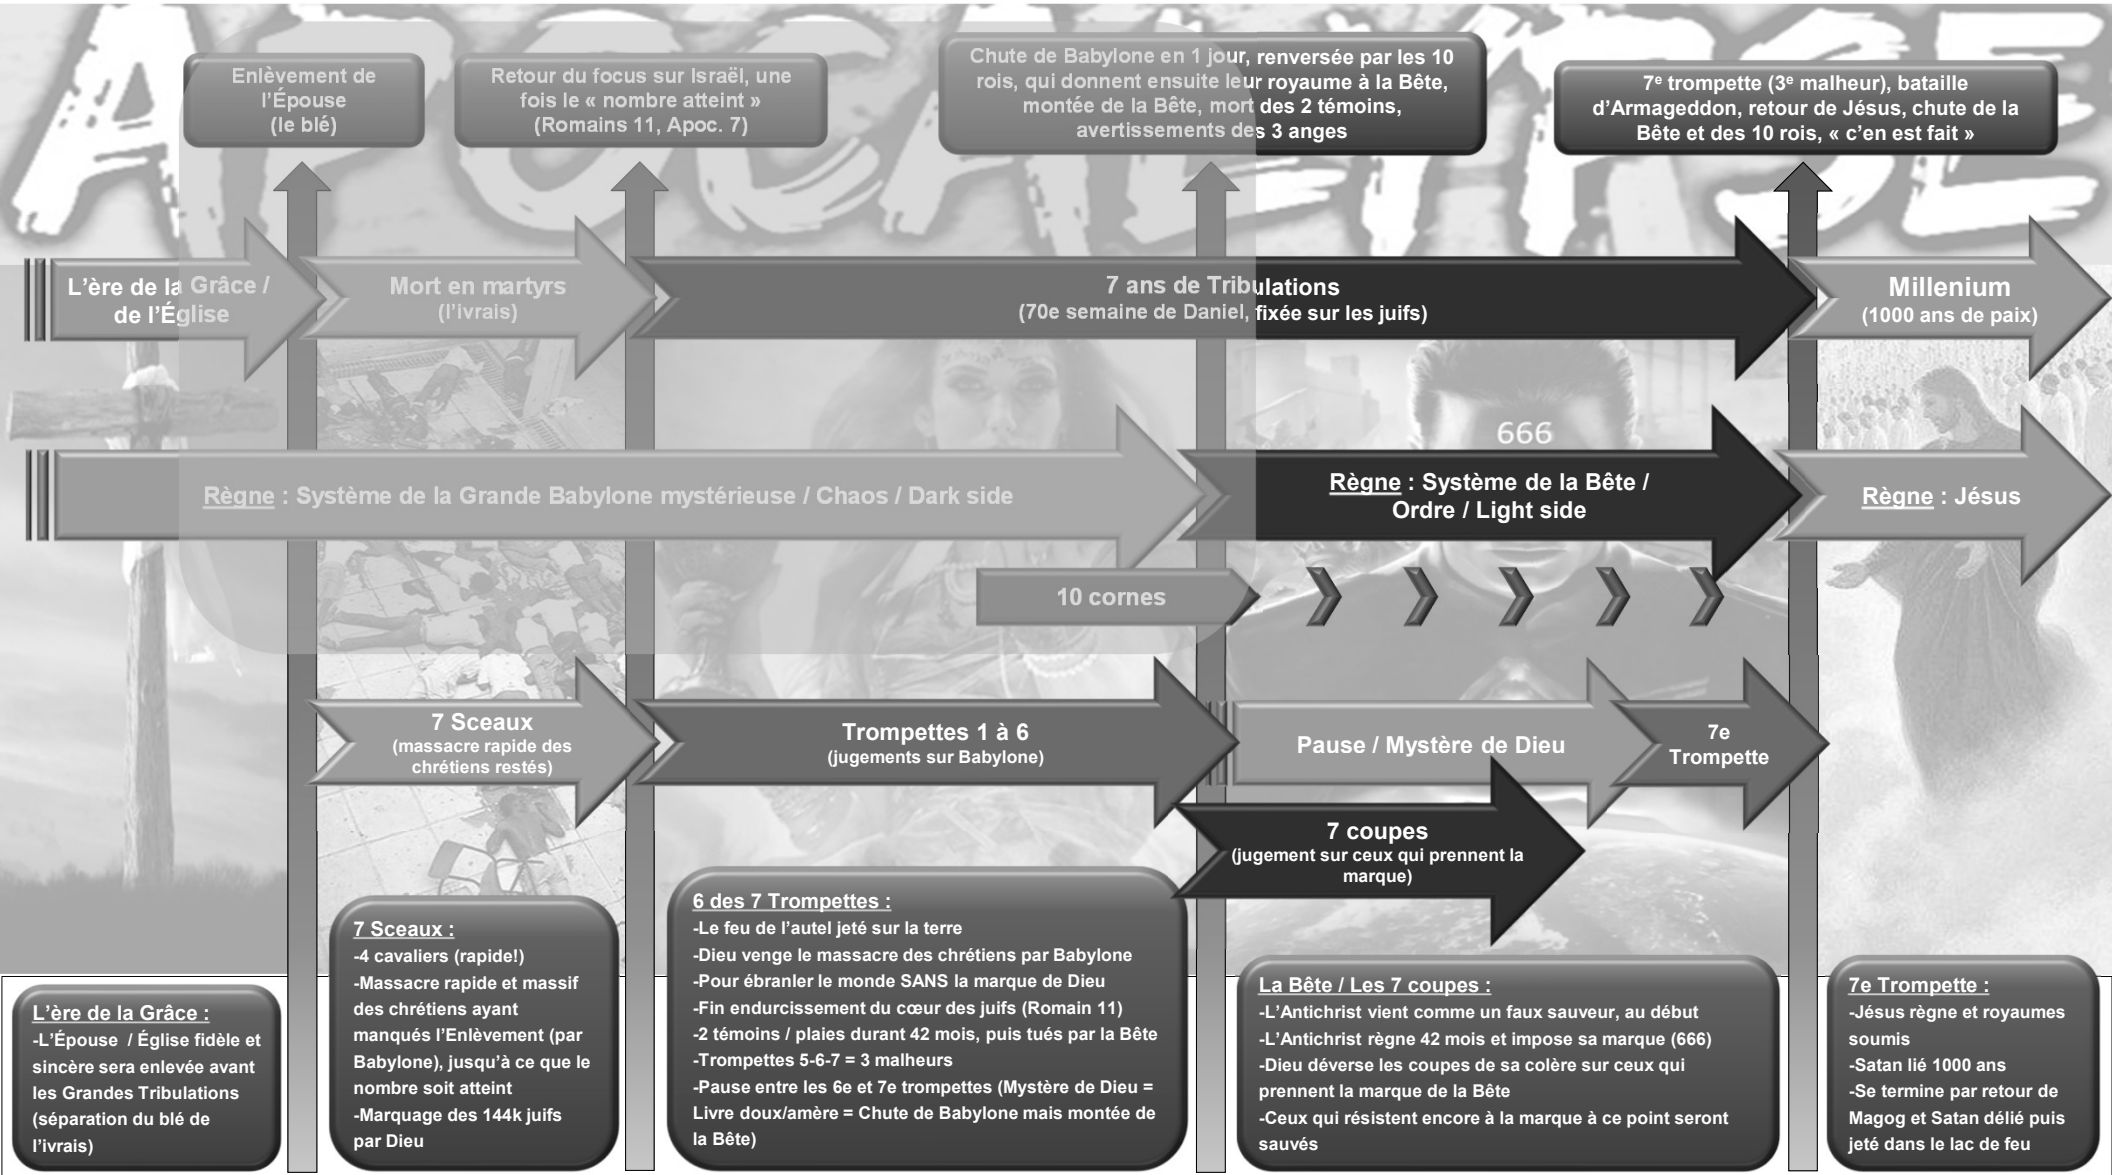 APOCALYPSE
Enlèvement de
l'Épouse
(le blé)
Retour du focus sur Israël, une
fois le « nombre atteint »
(Romains 11, Apoc. 7)
Chute de Babylone en 1 jour, renversée par les 10
rois, qui donnent ensuite leur royaume à la Bête,
montée de la Bête, mort des 2 témoins,
avertissements des 3 anges
7e trompette (3e malheur), bataille
d'Armageddon, retour de Jésus, chute de la
Bête et des 10 rois, « c'en est fait »
L'ère de la Grâce /
de l'Église
Mort en martyrs
(l'ivrais)
7 ans de Tribulations
(70e semaine de Daniel, fixée sur les juifs)
Millenium
(1000 ans de paix)
666
Règne : Système de la Grande Babylone mystérieuse / Chaos / Dark side
Règne : Système de la Bête /
Ordre / Light side
Règne : Jésus
10 cornes
7 Sceaux
(massacre rapide des
chrétiens restés)
Trompettes 1 à 6
(jugements sur Babylone)
Pause / Mystère de Dieu
7e
Trompette
7 coupes
(jugement sur ceux qui prennent la
marque)
L'ère de la Grâce :
-L'Épouse / Église fidèle et
sincère sera enlevée avant
les Grandes Tribulations
(séparation du blé de
l'ivrais)
7 Sceaux :
-4 cavaliers (rapide!)
-Massacre rapide et massif
des chrétiens ayant
manqués l'Enlèvement (par
Babylone), jusqu'à ce que le
nombre soit atteint
-Marquage des 144k juifs
par Dieu
6 des 7 Trompettes :
-Le feu de l'autel jeté sur la terre
-Dieu venge le massacre des chrétiens par Babylone
-Pour ébranler le monde SANS la marque de Dieu
-Fin endurcissement du cœur des juifs (Romain 11)
-2 témoins / plaies durant 42 mois, puis tués par la Bête
-Trompettes 5-6-7 = 3 malheurs
-Pause entre les 6e et 7e trompettes (Mystère de Dieu =
Livre doux/amère = Chute de Babylone mais montée de
la Bête)
La Bête / Les 7 coupes :
-L'Antichrist vient comme un faux sauveur, au début
-L'Antichrist règne 42 mois et impose sa marque (666)
-Dieu déverse les coupes de sa colère sur ceux qui
prennent la marque de la Bête
-Ceux qui résistent encore à la marque à ce point seront
sauvés
7e Trompette :
-Jésus règne et royaumes
soumis
-Satan lié 1000 ans
-Se termine par retour de
Magog et Satan délié puis
jeté dans le lac de feu